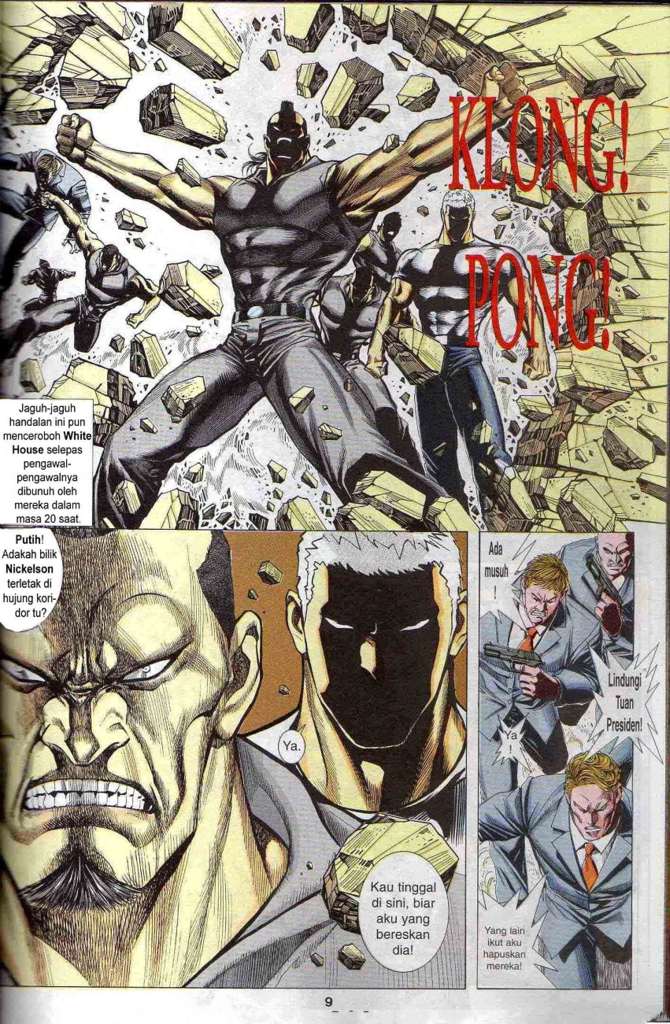 KLONG!
PONG!
Jaguh-jaguh
handalan ini pun
menceroboh White
House selepas
pengawal-
pengawalnya
dibunuh oleh
mereka dalam
masa 20 saat.
Putih!
Adakah bilik
Nickelson
terletak di
hujung kori-
dor tu?
Ya.
Kau tinggal
di sini, biar
aku yang
bereskan
dia!
Ada
musuh
!
Lindungi
Tuan
Presiden!
Ya
!
Yang lain
ikut aku
hapuskan
mereka!
9